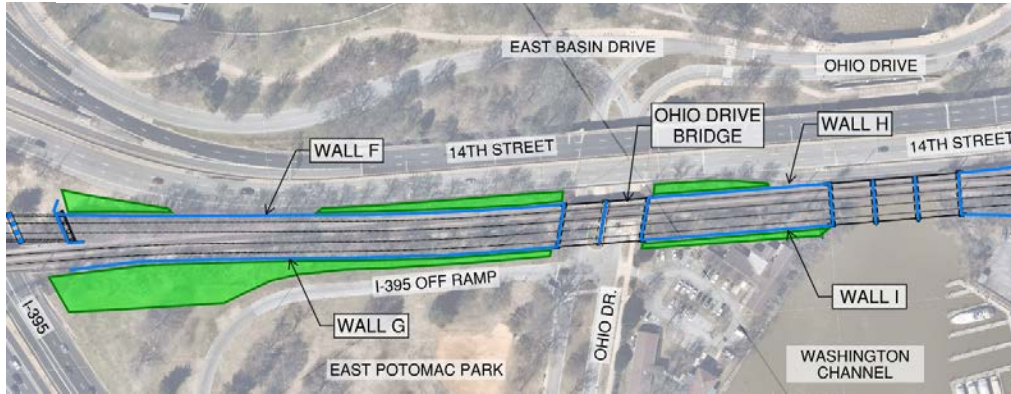 EAST BASIN DRIVE
OHIO DRIVE
OHIO DRIVE
BRIDGE
WALL H
WALL F
14TH STREET
14TH STREET
I-395 OFF RAMP
WALL I
I-395
WALL G
OHIO DR.
EAST POTOMAC PARK
WASHINGTON
CHANNEL